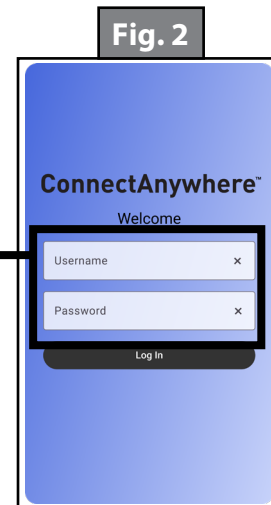 Fig. 2
ConnectAnywhere™
Welcome
Username ×
Password ×
Log In